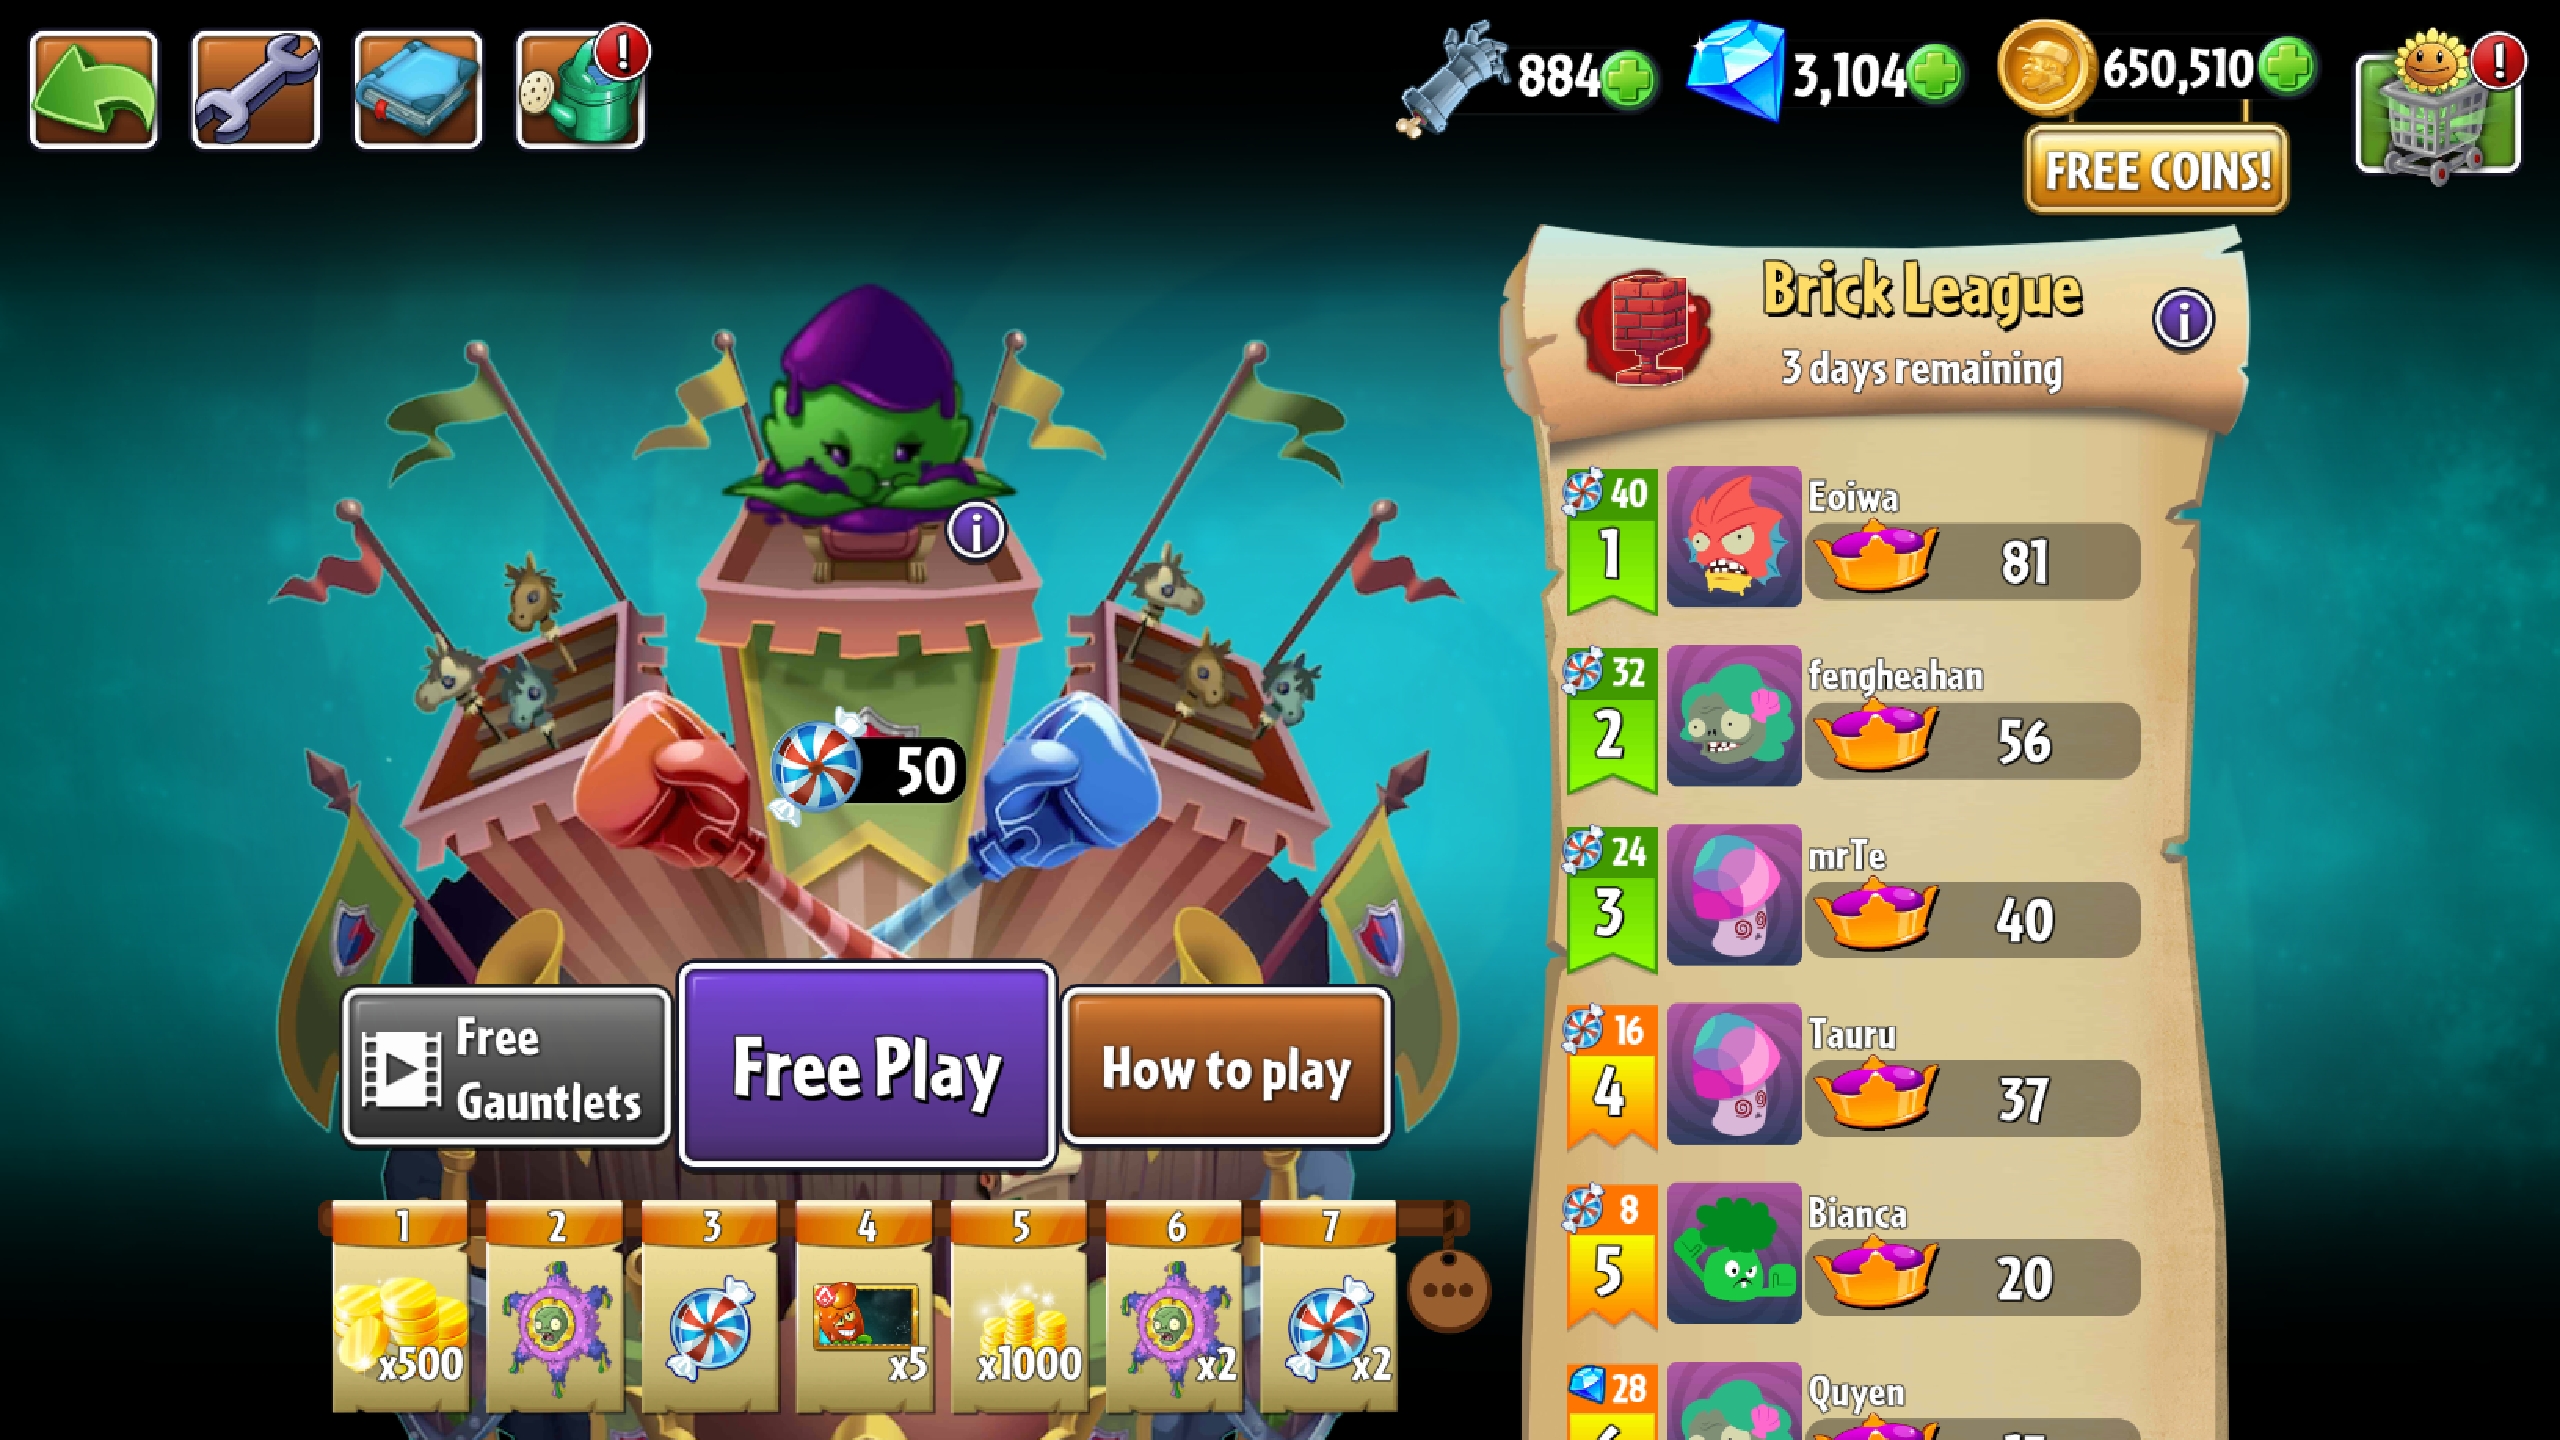 884
3,104
650,510
FREE COINS!
Brick League
3 days remaining
40
1
Eoiwa
81
32
2
fengheahan
56
24
3
mrTe
40
16
4
Tauru
37
8
5
Bianca
20
28
Quyen
50
Free
Gauntlets
Free Play
How to play
1
2
3
4
5
6
7
x500
x5
x1000
x2
x2